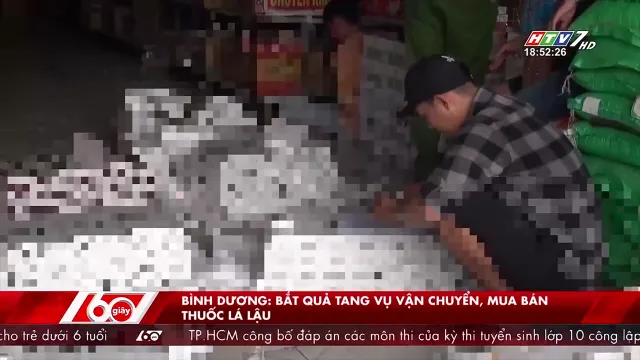 CHUYÊN
HTV7 HD
18:52:26
60 giây
BÌNH DƯƠNG: BẮT QUẢ TANG VỤ VẬN CHUYỂN, MUA BÁN
THUỐC LÁ LẬU
cho trẻ dưới 6 tuổi 60 TP.HCM công bố đáp án các môn thi của kỳ thi tuyển sinh lớp 10 công lập